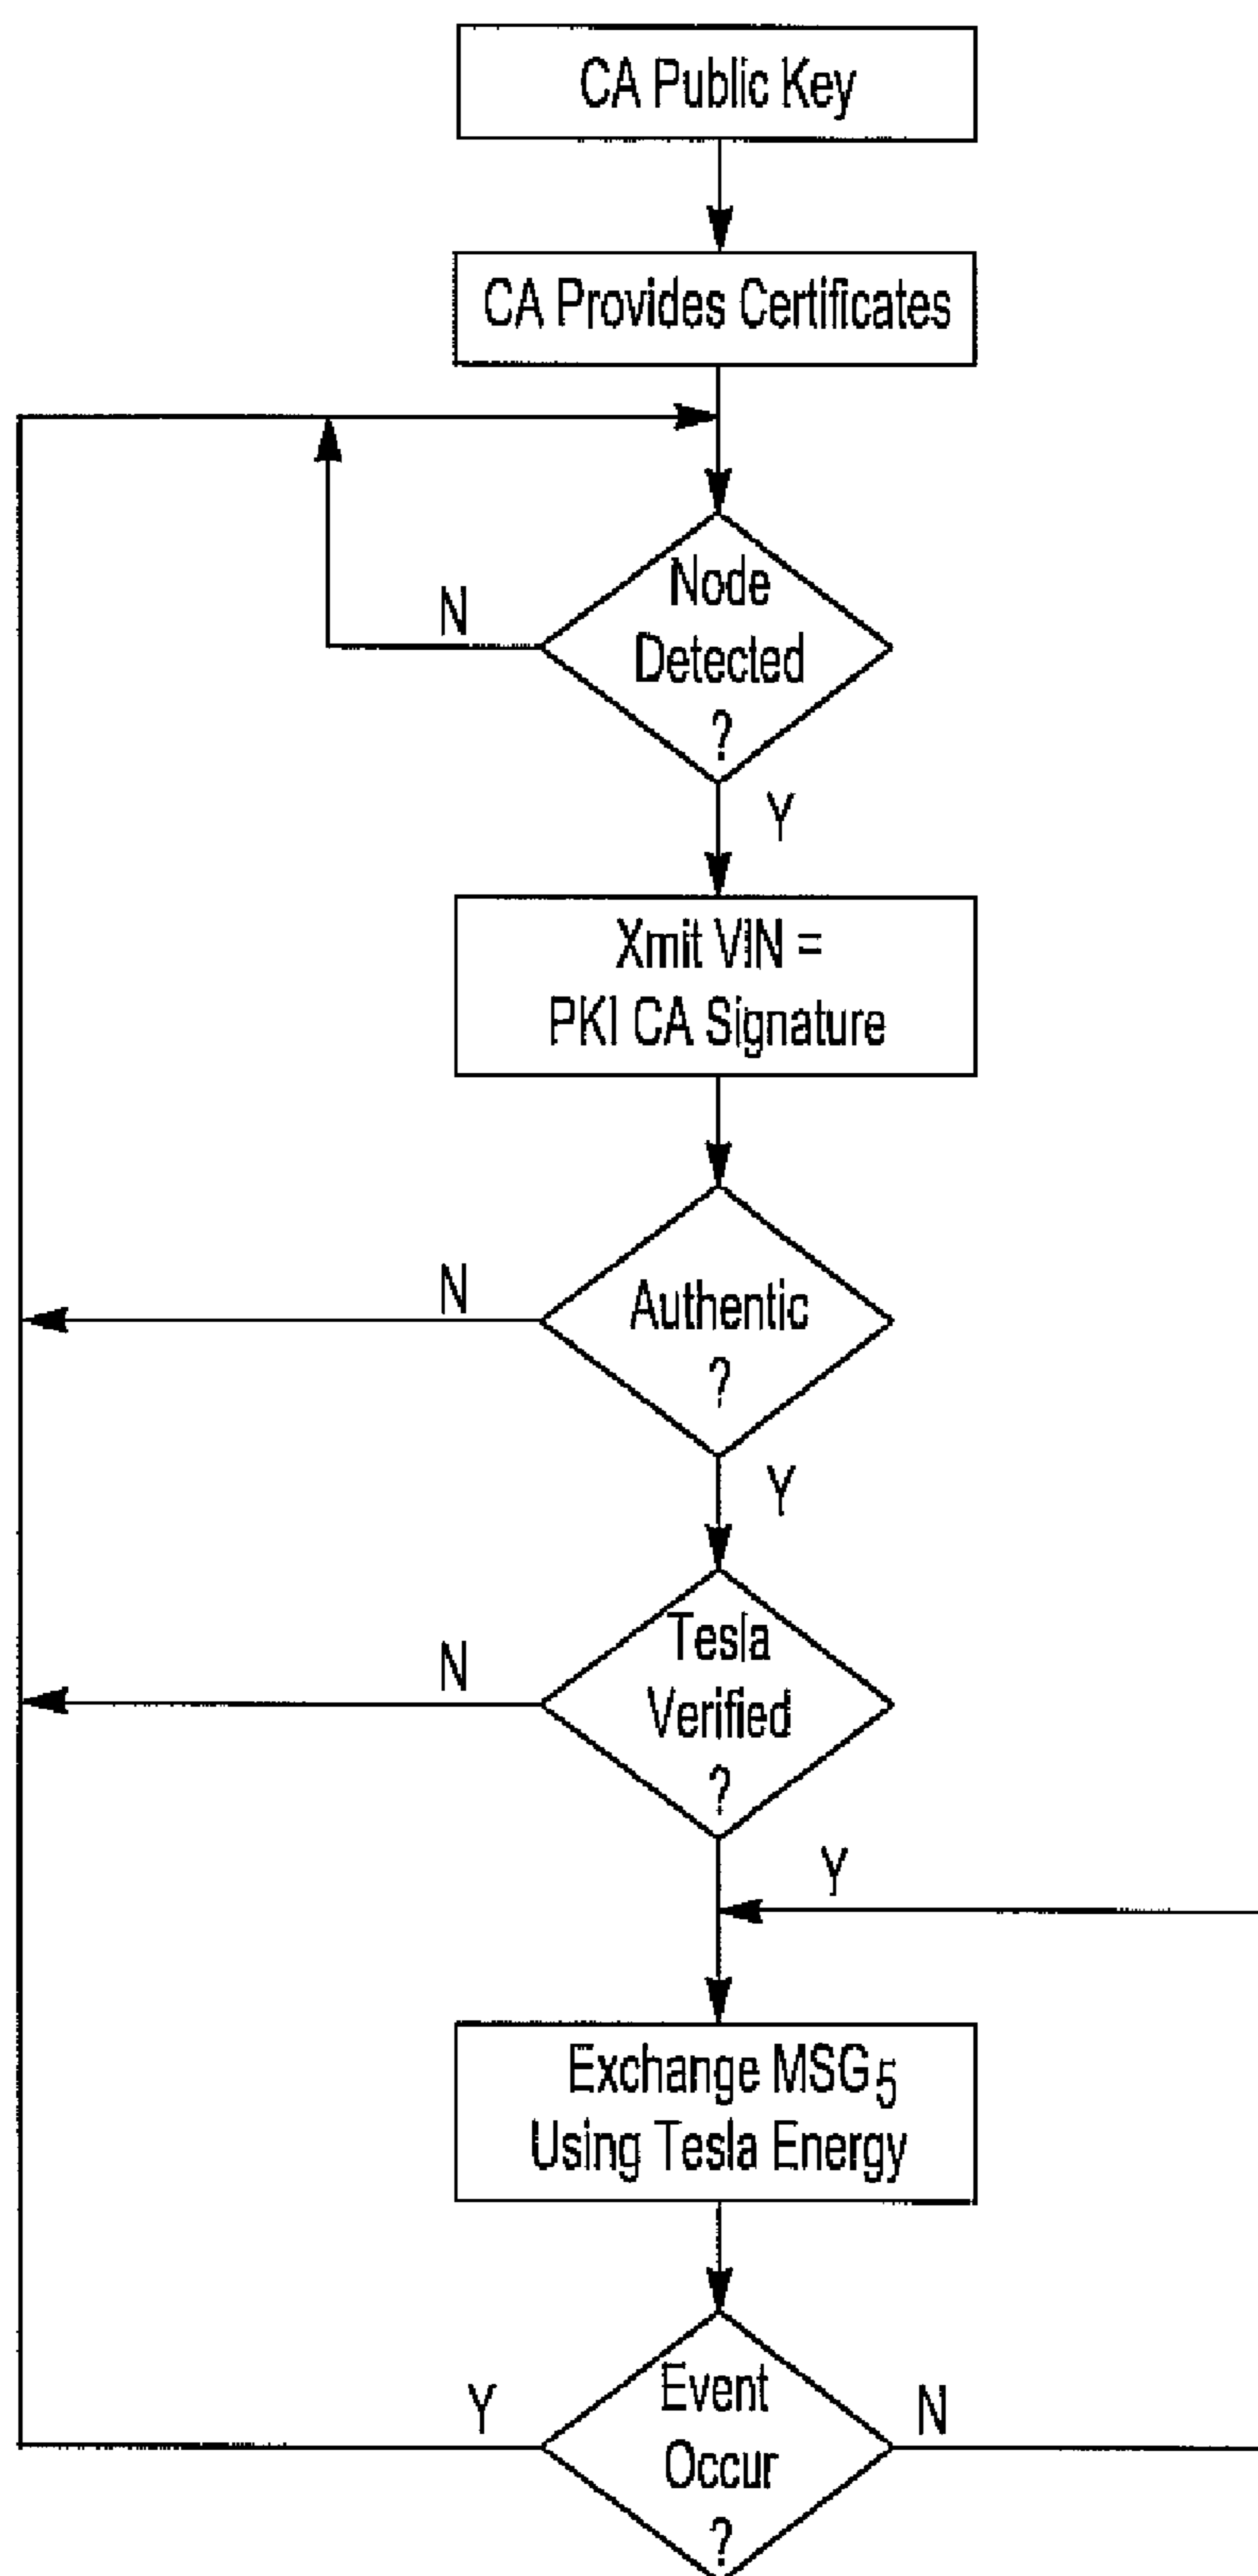 CA Public Key
CA Provides Certificates
Node
Detected
?
N
Y
Xmit VIN =
PKI CA Signature
Authentic
?
N
Y
Tesla
Verified
?
N
Y
Exchange MSG5
Using Tesla Energy
Event
Occur
?
Y
N